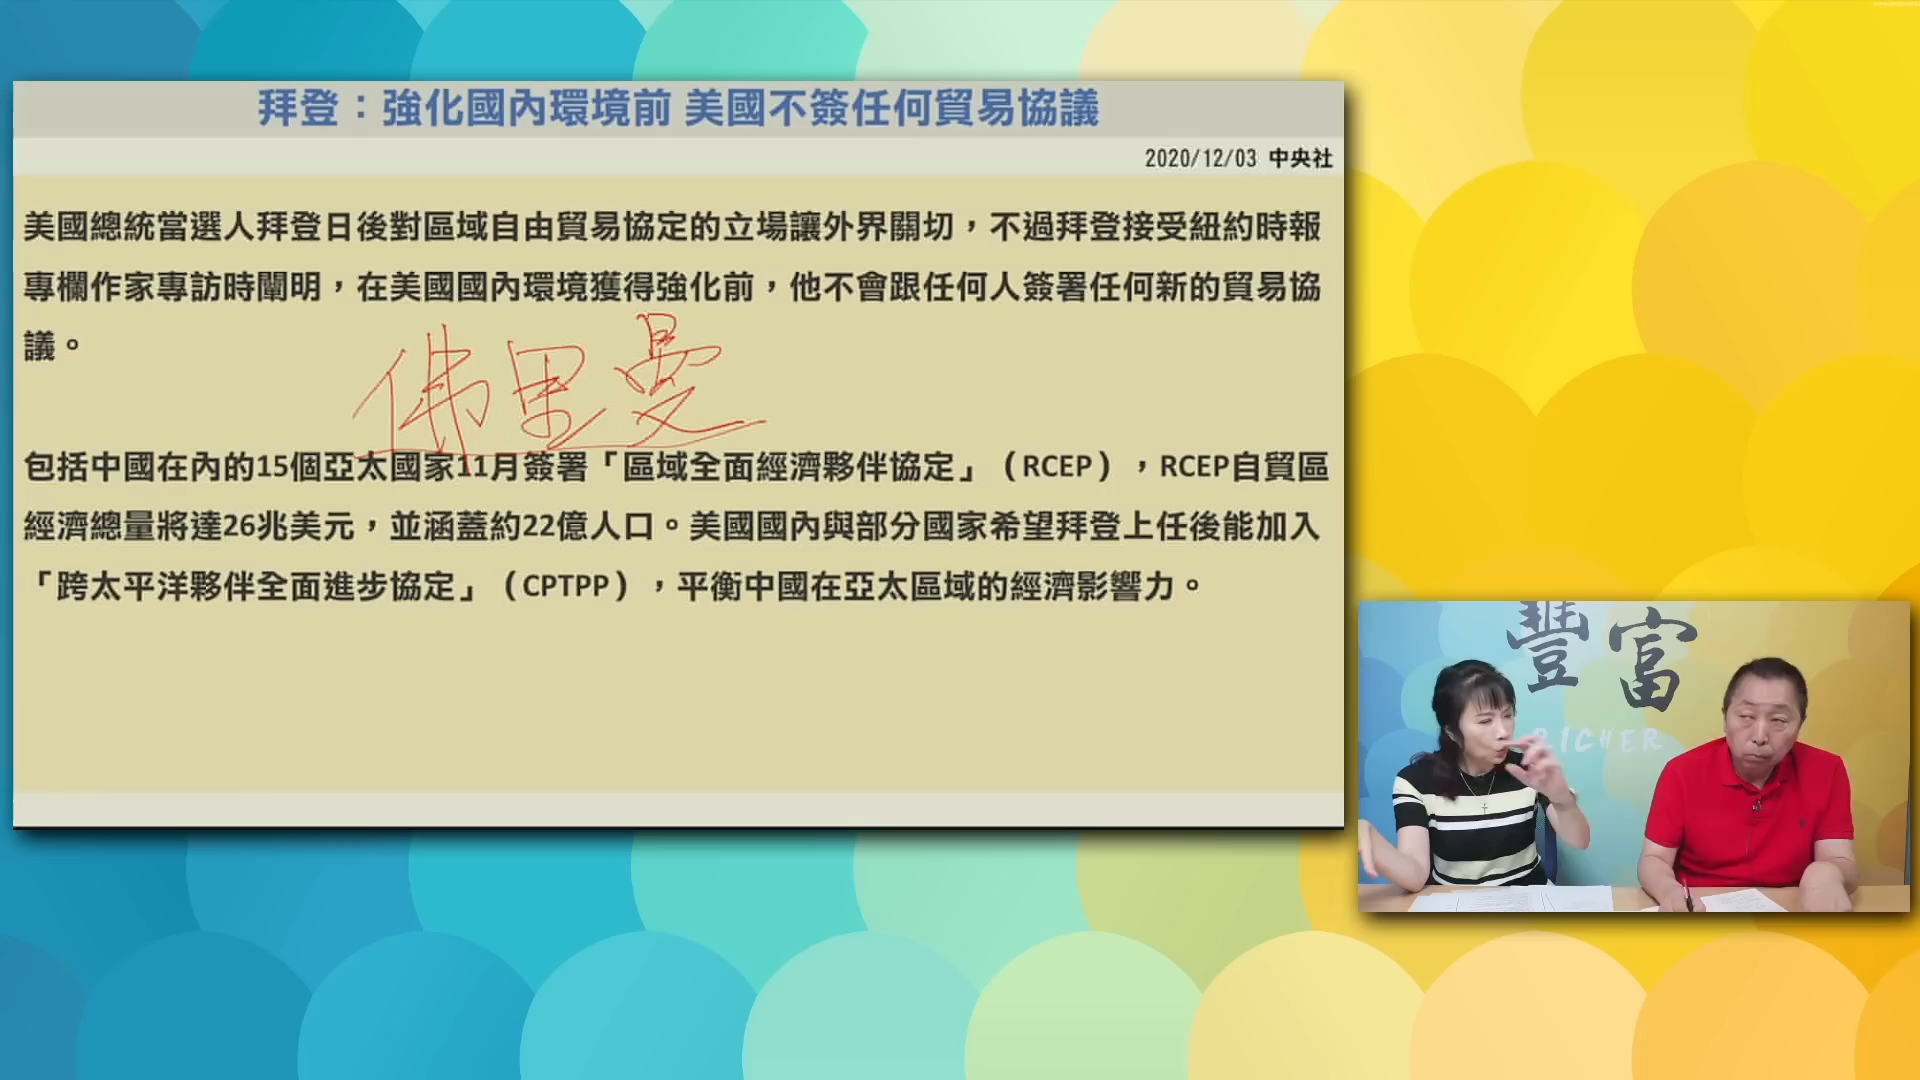 拜登：強化國內環境前 美國不簽任何貿易協議
2020/12/03 中央社
美國總統當選人拜登日後對區域自由貿易協定的立場讓外界關切，不過拜登接受紐約時報
專欄作家專訪時闡明，在美國國內環境獲得強化前，他不會跟任何人簽署任何新的貿易協
議。
佛里曼
包括中國在內的15個亞太國家11月簽署「區域全面經濟夥伴協定」（RCEP），RCEP自貿區
經濟總量將達26兆美元，並涵蓋約22億人口。美國國內與部分國家希望拜登上任後能加入
「跨太平洋夥伴全面進步協定」（CPTPP），平衡中國在亞太區域的經濟影響力。
豐富
RICHER